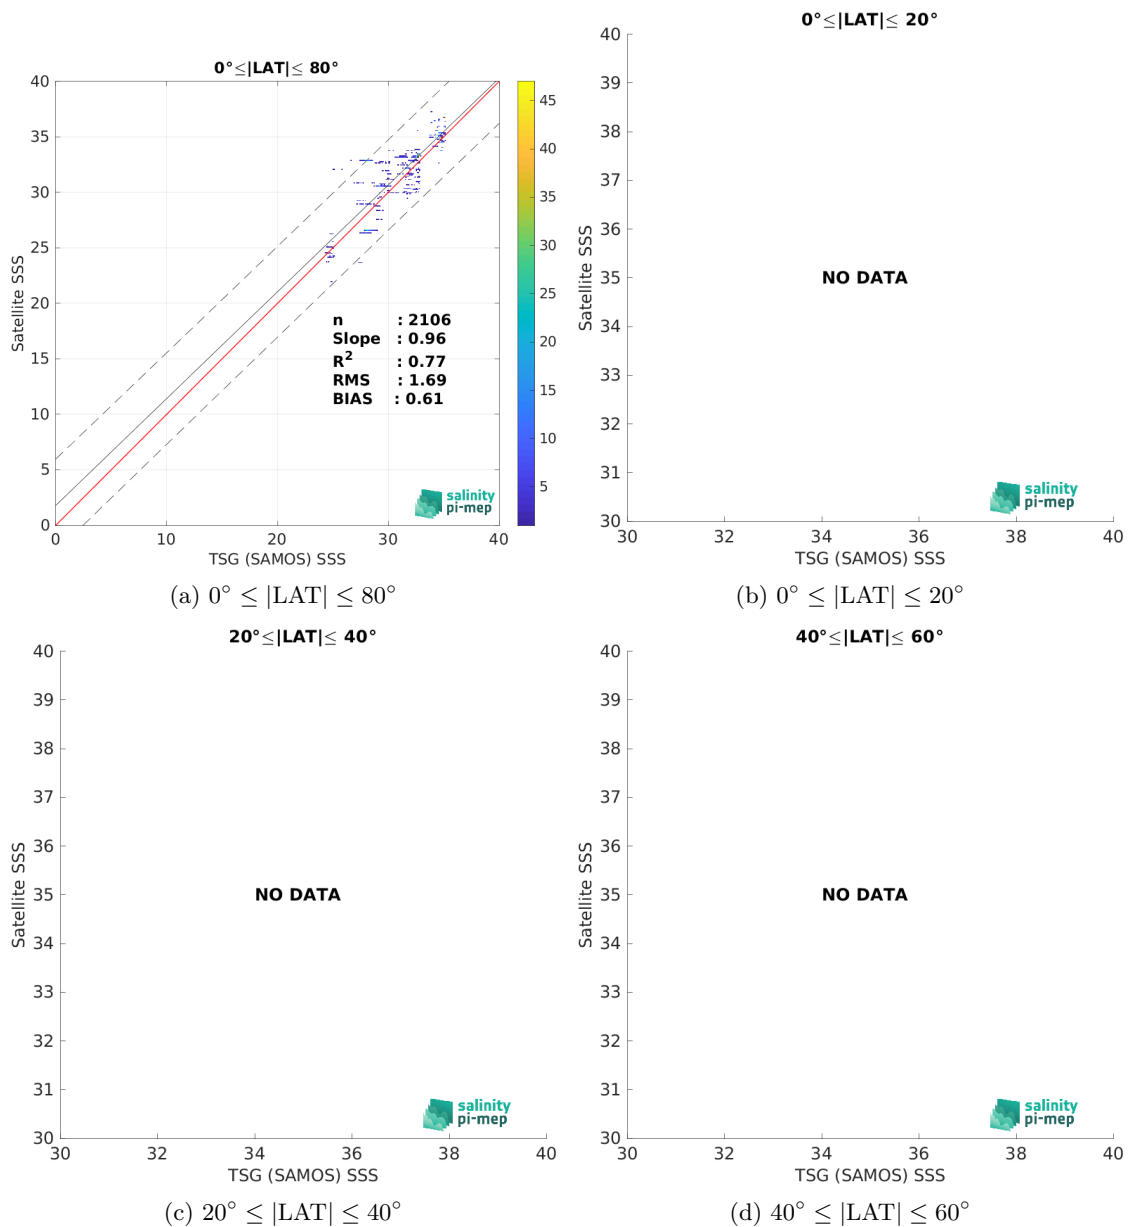 0°≤|LAT|≤ 80°
40
35
30
25
20
15
10
5
0
0
10
20
30
40
Satellite SSS
TSG (SAMOS) SSS
n : 2106
Slope : 0.96
R² : 0.77
RMS : 1.69
BIAS : 0.61
salinity
pi-mep
45
40
35
30
25
20
15
10
5
(a) 0° ≤ |LAT| ≤ 80°
0°≤|LAT|≤ 20°
40
39
38
37
36
35
34
33
32
31
30
30
32
34
36
38
40
Satellite SSS
TSG (SAMOS) SSS
NO DATA
salinity
pi-mep
(b) 0° ≤ |LAT| ≤ 20°
20°≤|LAT|≤ 40°
40
39
38
37
36
35
34
33
32
31
30
30
32
34
36
38
40
Satellite SSS
TSG (SAMOS) SSS
NO DATA
salinity
pi-mep
(c) 20° ≤ |LAT| ≤ 40°
40°≤|LAT|≤ 60°
40
39
38
37
36
35
34
33
32
31
30
30
32
34
36
38
40
Satellite SSS
TSG (SAMOS) SSS
NO DATA
salinity
pi-mep
(d) 40° ≤ |LAT| ≤ 60°